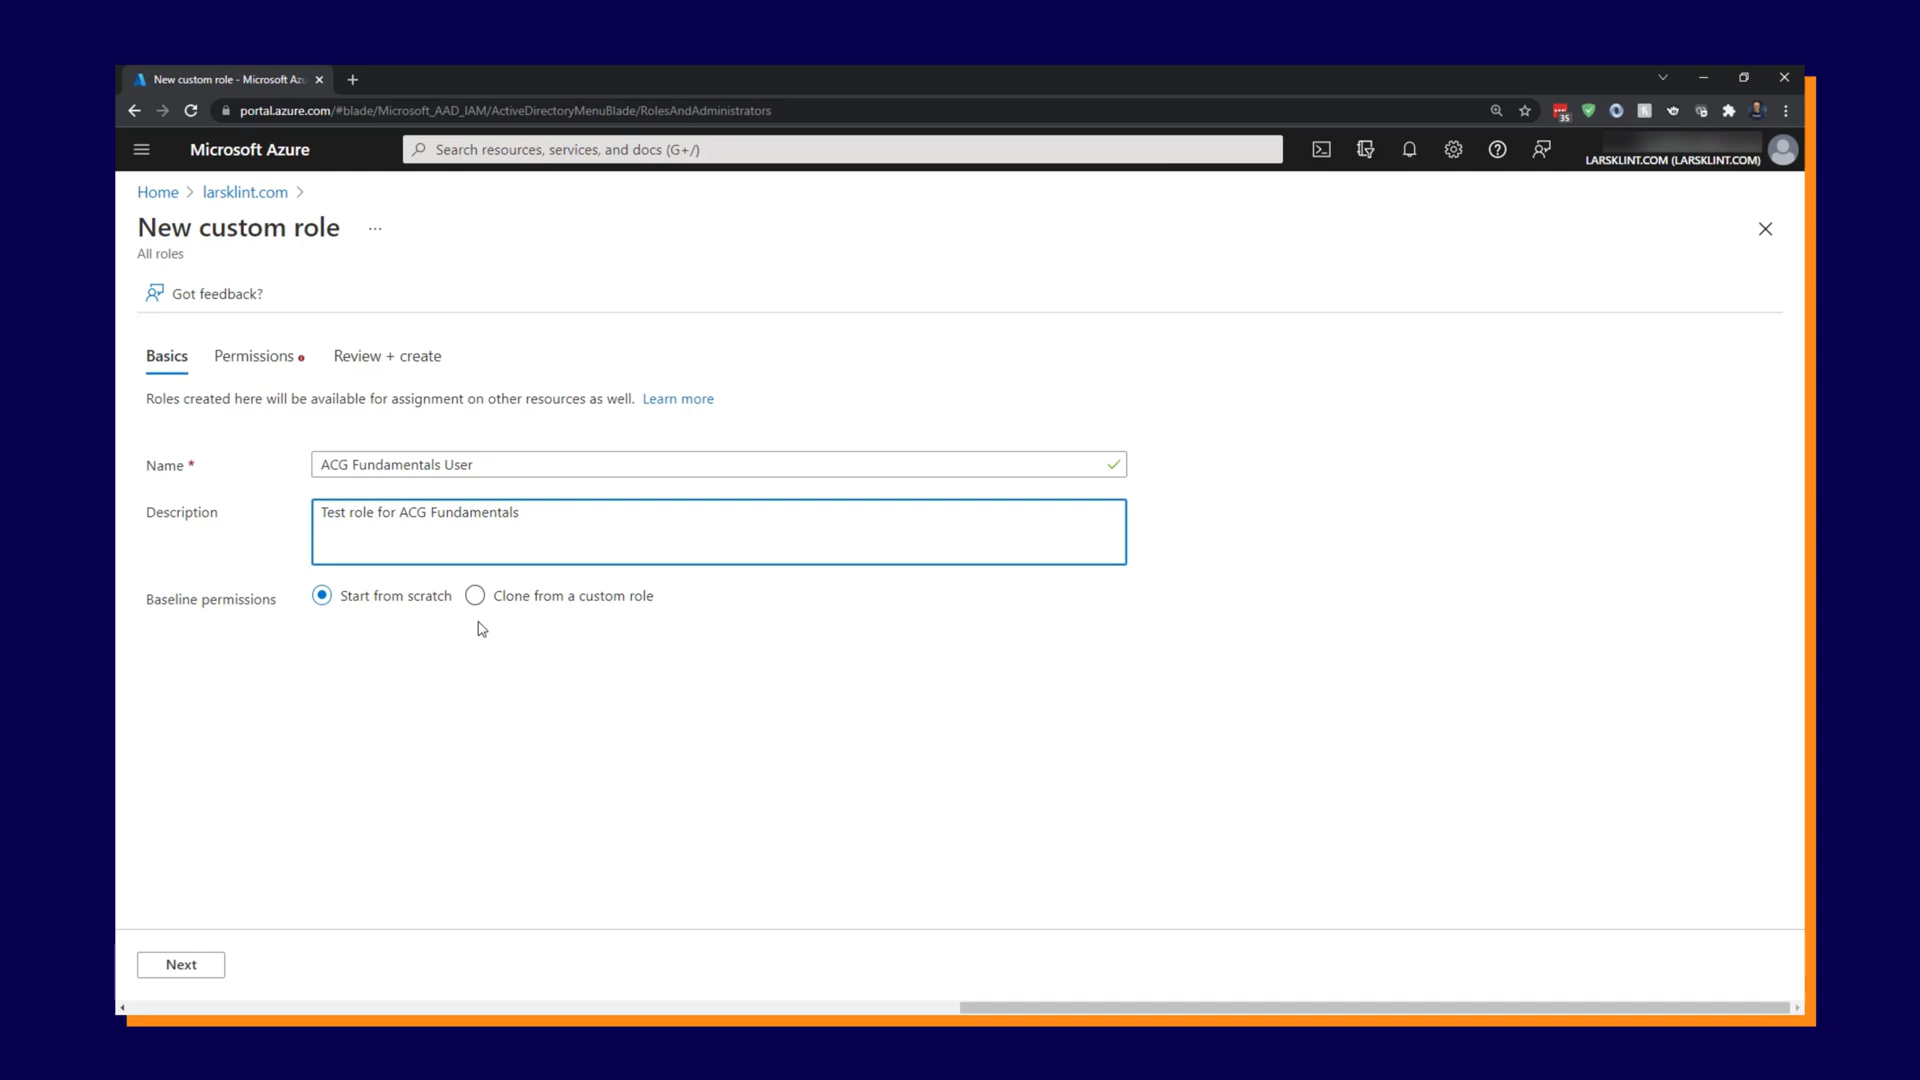 New custom role - Microsoft Az
portal.azure.com/#blade/Microsoft_AAD_IAM/ActiveDirectoryMenuBlade/RolesAndAdministrators
35
Microsoft Azure
Search resources, services, and docs (G+/)
LARSKLINT.COM (LARSKLINT.COM)
Home > larsklint.com >
New custom role ...
All roles
Got feedback?
Basics Permissions Review + create
Roles created here will be available for assignment on other resources as well. Learn more
Name * ACG Fundamentals User
Description Test role for ACG Fundamentals
Baseline permissions Start from scratch Clone from a custom role
Next